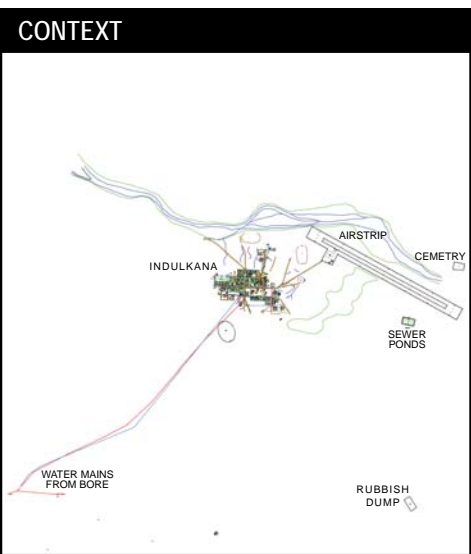 CONTEXT
AIRSTRIP
CEMETRY
INDULKANA
SEWER
PONDS
WATER MAINS
FROM BORE
RUBBISH
DUMP